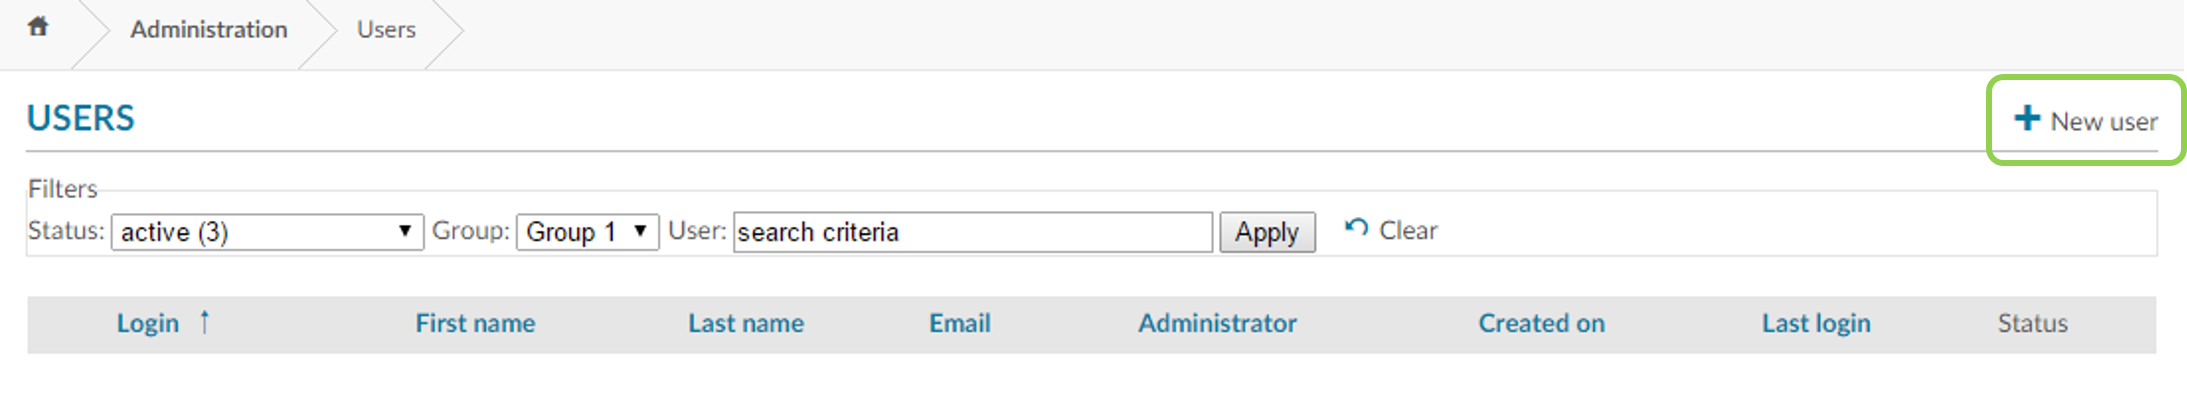 Administration Users
USERS
New user
Filters
Status: active (3) Group: Group 1 User: search criteria Apply Clear
Login First name Last name Email Administrator Created on Last login Status